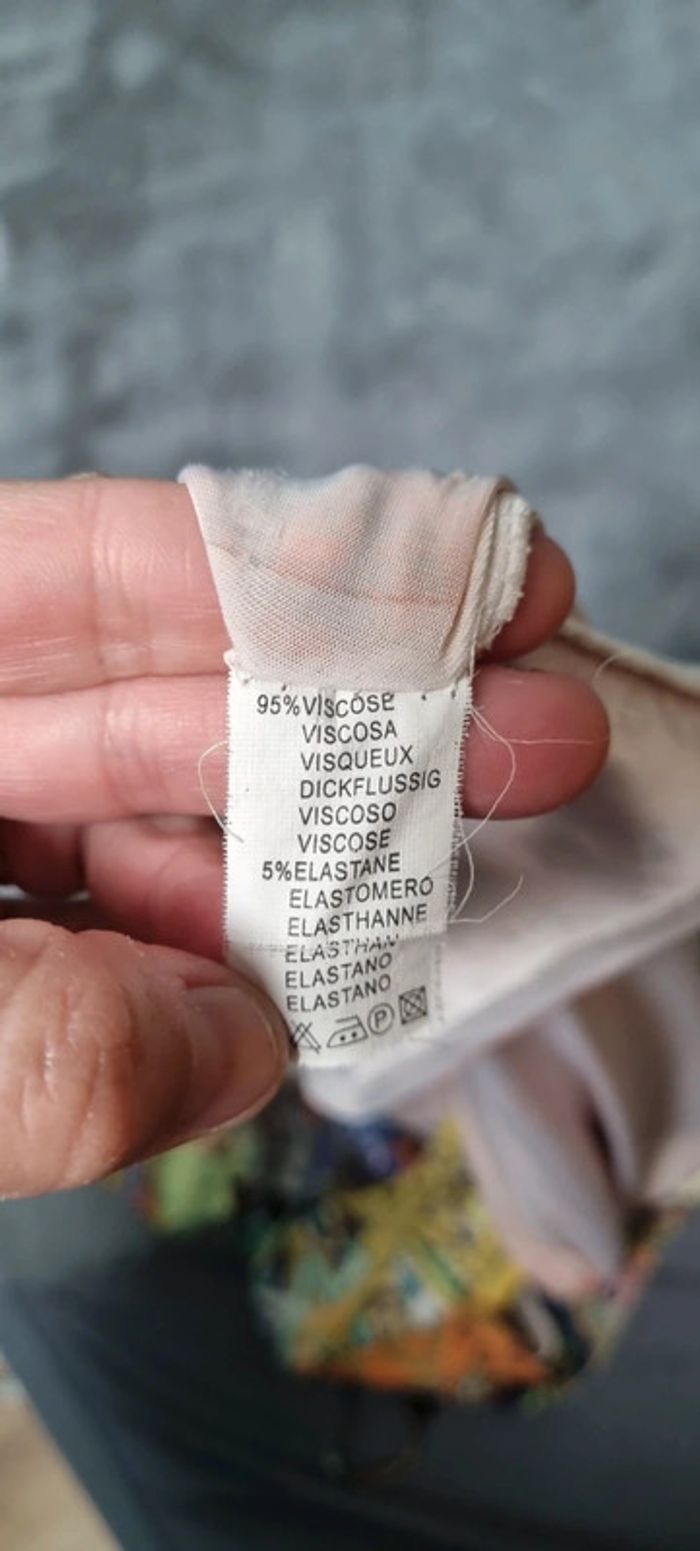 95%VISCOSE
VISCOSA
VISQUEUX
DICKFLUSSIG
VISCOSO
VISCOSE
5%ELASTANE
ELASTOMERO
ELASTHANNE
ELASTHAN
ELASTANO
ELASTANO
P